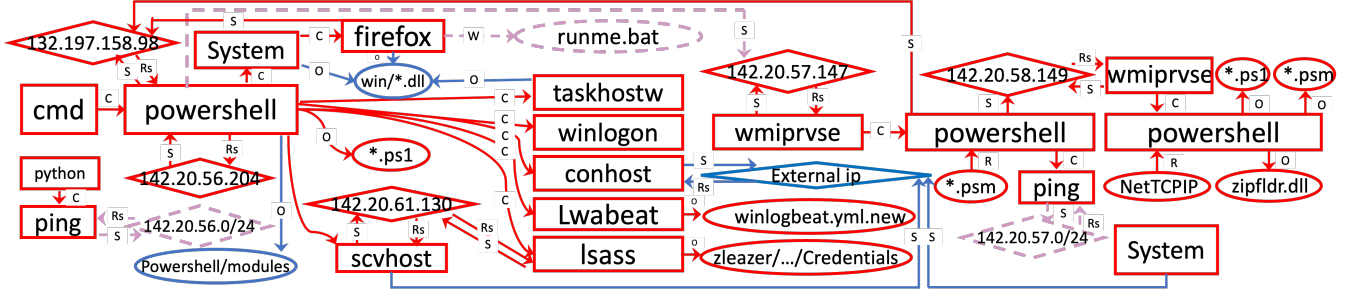 132.197.158.98
S
Rs
S
System
C
firefox
W
runme.bat
S
O
win/*.dll
O
O
C
cmd
C
powershell
C
taskhostw
C
winlogon
C
conhost
C
Lwabeat
C
lsass
O
*.ps1
S
Rs
142.20.56.204
python
C
ping
Rs
S
142.20.56.0/24
O
Powershell/modules
142.20.61.130
S
Rs
Rs
S
scvhost
S
Rs
External ip
O
winlogbeat.yml.new
O
zleazer/.../Credentials
142.20.57.147
S
Rs
wmiprvse
C
powershell
S
142.20.58.149
S
Rs
S
wmiprvse
C
*.ps1
*.psm
O
O
powershell
R
*.psm
C
ping
S
Rs
142.20.57.0/24
R
NetTCPIP
O
zipfldr.dll
System
S
S